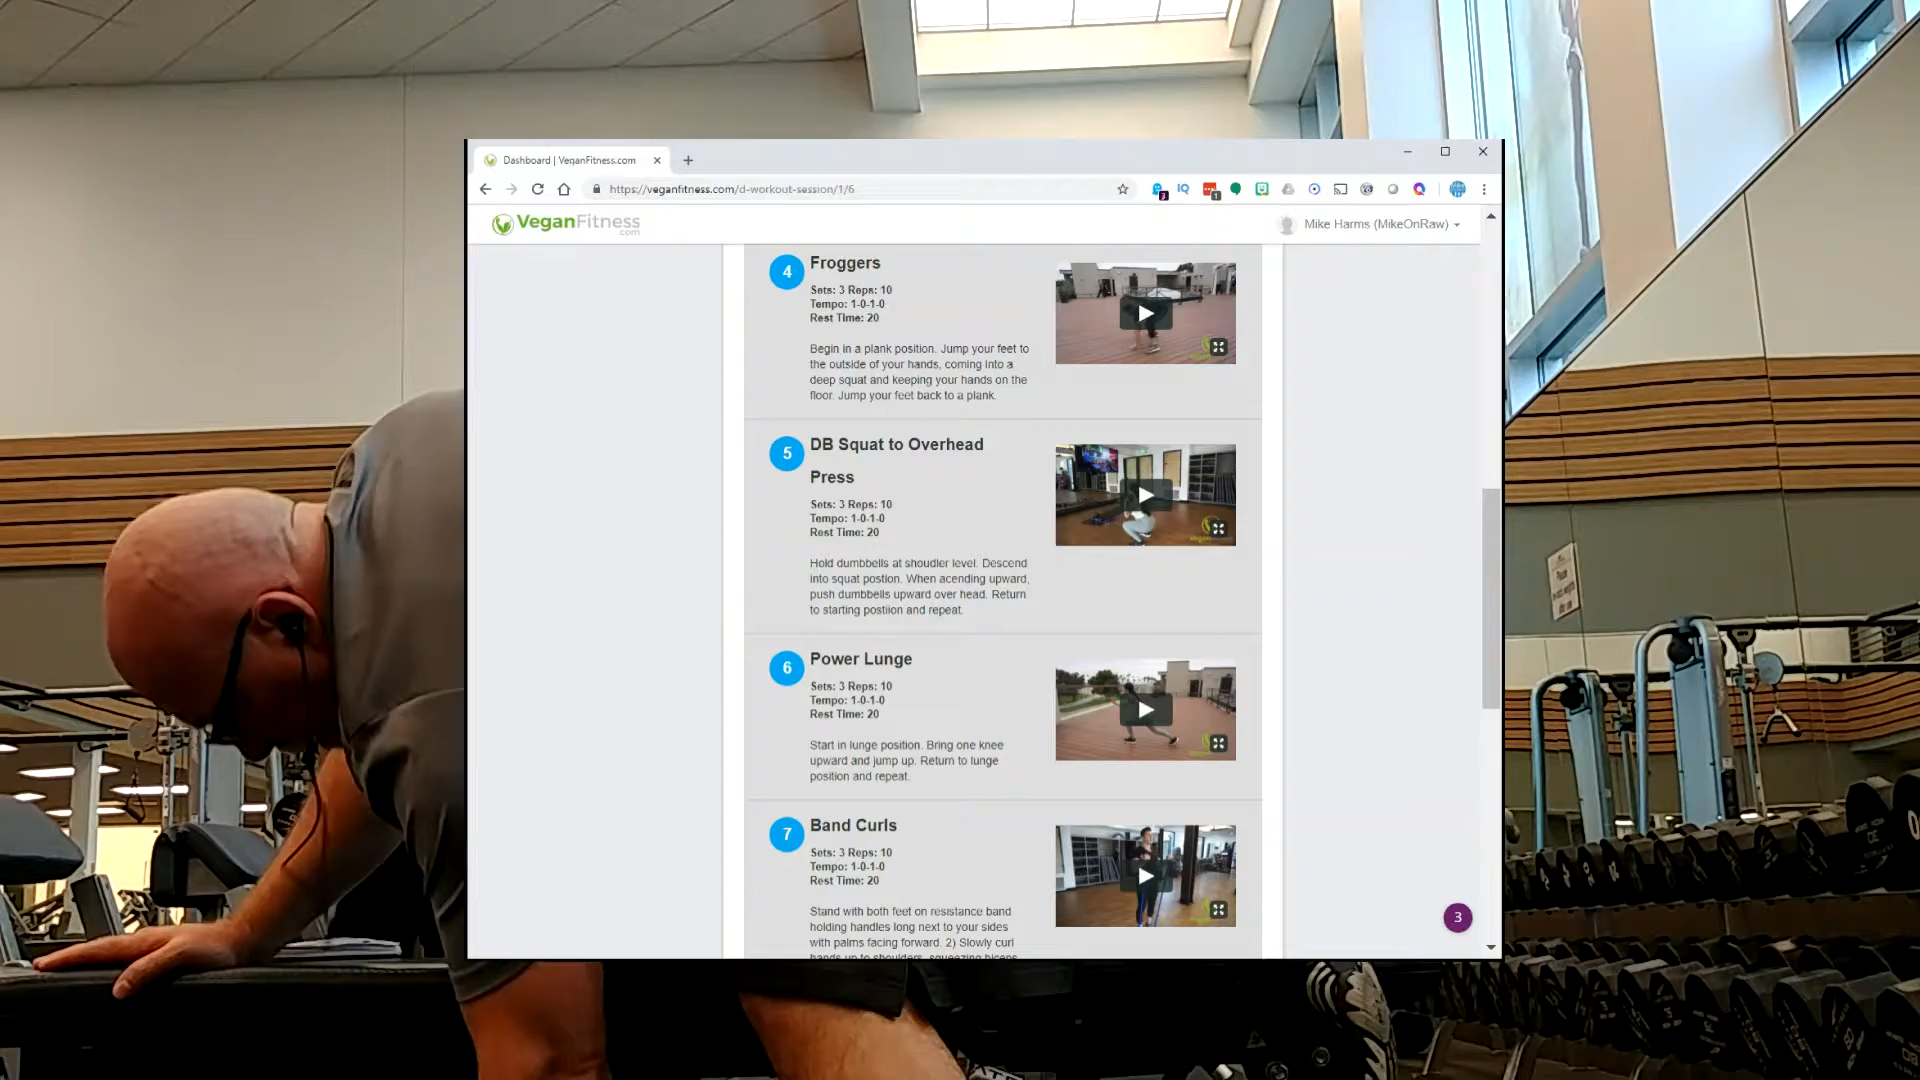 Dashboard | VeganFitness.com
https://veganfitness.com/d-workout-session/1/6
VeganFitness
.com
Mike Harms (MikeOnRaw)
4
Froggers
Sets: 3 Reps: 10
Tempo: 1-0-1-0
Rest Time: 20
Begin in a plank position. Jump your feet to
the outside of your hands, coming into a
deep squat and keeping your hands on the
floor. Jump your feet back to a plank.
5
DB Squat to Overhead
Press
Sets: 3 Reps: 10
Tempo: 1-0-1-0
Rest Time: 20
Hold dumbbells at shoudler level. Descend
into squat postion. When acending upward,
push dumbbells upward over head. Return
to starting postiion and repeat.
6
Power Lunge
Sets: 3 Reps: 10
Tempo: 1-0-1-0
Rest Time: 20
Start in lunge position. Bring one knee
upward and jump up. Return to lunge
position and repeat.
7
Band Curls
Sets: 3 Reps: 10
Tempo: 1-0-1-0
Rest Time: 20
Stand with both feet on resistance band
holding handles long next to your sides
with palms facing forward. 2) Slowly curl
hands up to shoulders, squeezing biceps
3